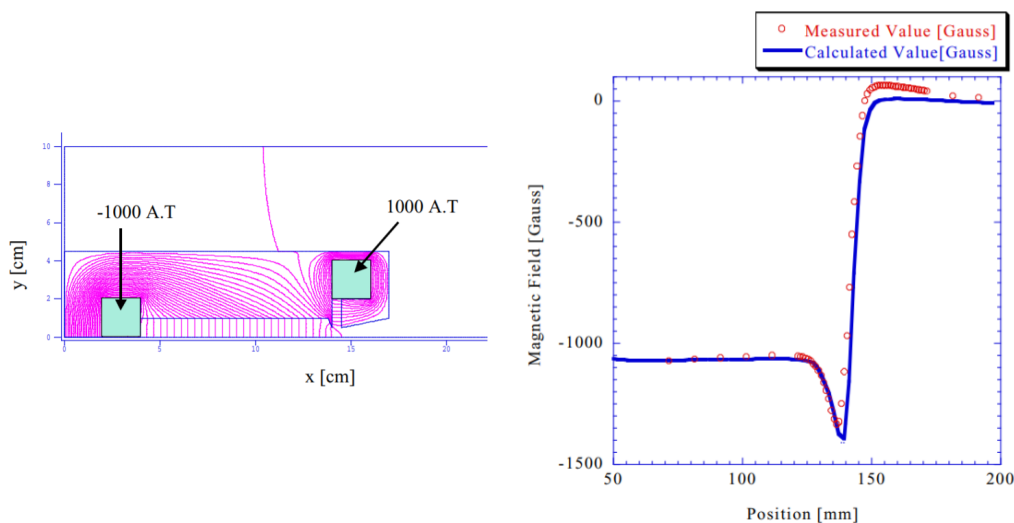 Measured Value [Gauss]
Calculated Value[Gauss]
-1000 A.T
1000 A.T
y [cm]
10
8
6
4
2
0
0
5
10
15
20
x [cm]
Magnetic Field [Gauss]
0
-500
-1000
-1500
50
100
150
200
Position [mm]